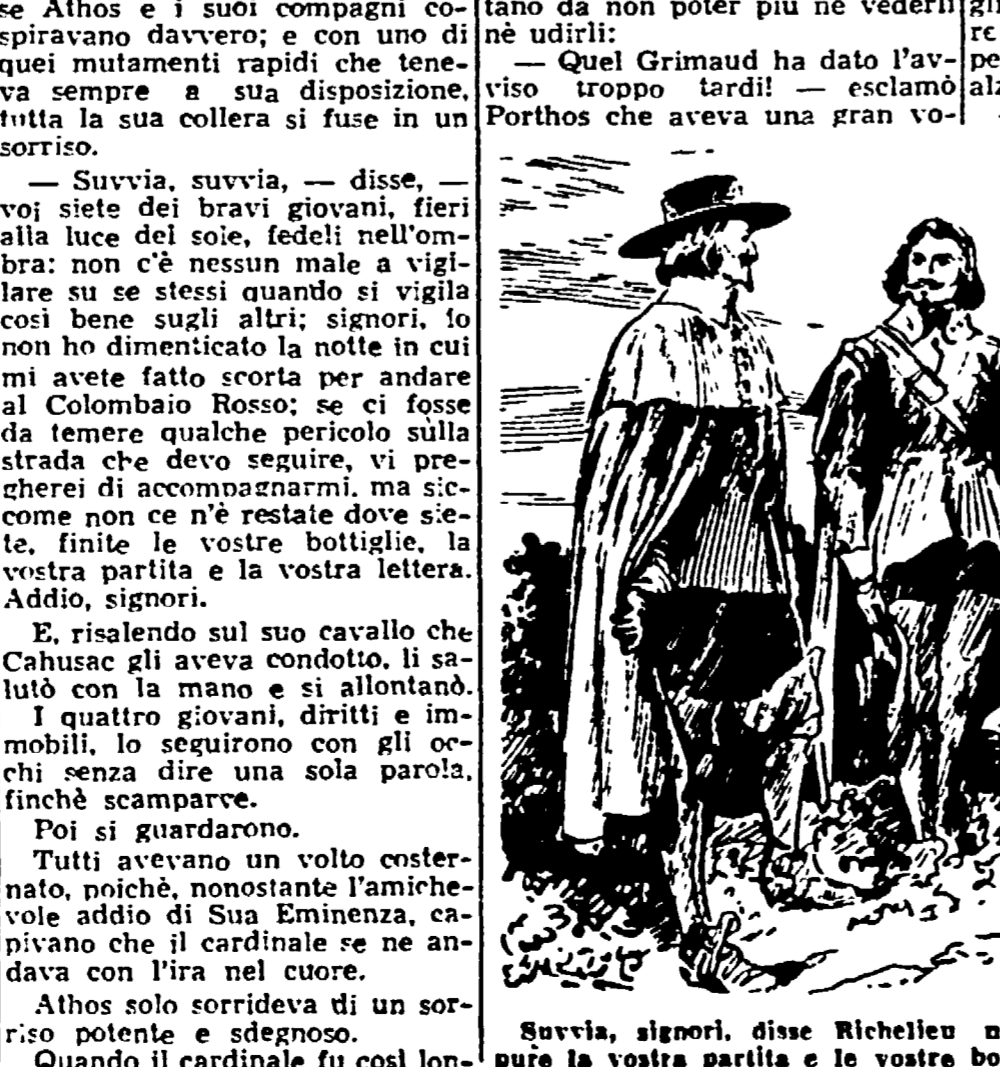 se Athos e i suoi compagni co-
spiravano davvero; e con uno di
quei mutamenti rapidi che tene-
va sempre a sua disposizione,
tutta la sua collera si fuse in un
sorriso.
— Suvvia, suvvia, — disse, —
voi siete dei bravi giovani, fieri
alla luce del sole, fedeli nell'om-
bra: non c'è nessun male a vigi-
lare su se stessi quando si vigila
così bene sugli altri; signori, io
non ho dimenticato la notte in cui
mi avete fatto scorta per andare
al Colombaio Rosso; se ci fosse
da temere qualche pericolo sulla
strada che devo seguire, vi pre-
gherei di accompagnarmi, ma sic-
come non ce n'è restate dove sie-
te, finite le vostre bottiglie, la
vostra partita e la vostra lettera.
Addio, signori.
E, risalendo sul suo cavallo che
Cahusac gli aveva condotto, li sa-
lutò con la mano e si allontanò.
I quattro giovani, diritti e im-
mobili, lo seguirono con gli oc-
chi senza dire una sola parola,
finchè scamparve.
Poi si guardarono.
Tutti avevano un volto coster-
nato, poichè, nonostante l'amiche-
vole addio di Sua Eminenza, ca-
pivano che il cardinale se ne an-
dava con l'ira nel cuore.
Athos solo sorrideva di un sor-
riso potente e sdegnoso.
Quando il cardinale fu così lon-
tano da non poter più nè vederli
nè udirli:
— Quel Grimaud ha dato l'av-
viso troppo tardi! — esclamò
Porthos che aveva una gran vo-
Suvvia, signori, disse Richelieu
pure la vostra partita e le vostre bo
gli
re
pe
alz